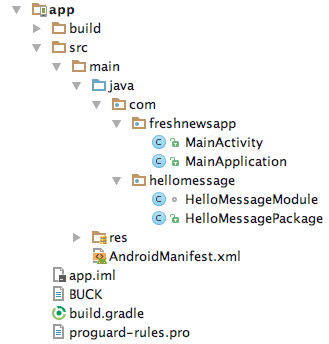 app
build
src
main
java
com
freshnewsapp
MainActivity
MainApplication
hellomessage
HelloMessageModule
HelloMessagePackage
res
AndroidManifest.xml
app.iml
BUCK
build.gradle
proguard-rules.pro